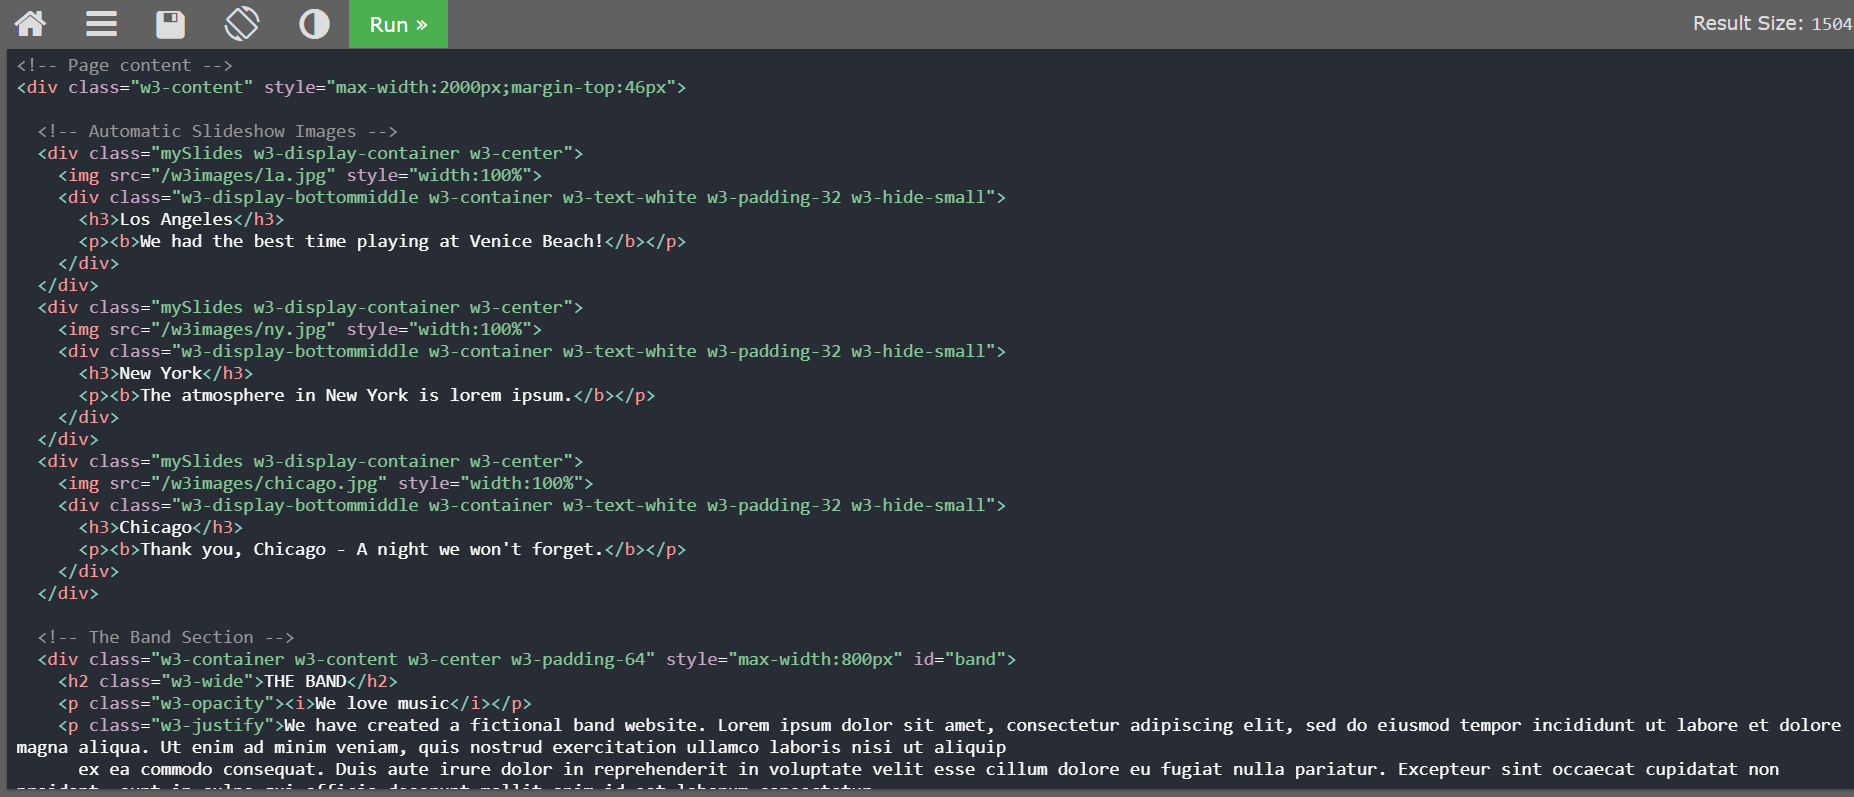 Run »
Result Size: 1504
<!-- Page content -->
<div class="w3-content" style="max-width:2000px;margin-top:46px">
<!-- Automatic Slideshow Images -->
<div class="mySlides w3-display-container w3-center">
<img src="/w3images/la.jpg" style="width:100%">
<div class="w3-display-bottommiddle w3-container w3-text-white w3-padding-32 w3-hide-small">
<h3>Los Angeles</h3>
<p><b>We had the best time playing at Venice Beach!</b></p>
</div>
</div>
<div class="mySlides w3-display-container w3-center">
<img src="/w3images/ny.jpg" style="width:100%">
<div class="w3-display-bottommiddle w3-container w3-text-white w3-padding-32 w3-hide-small">
<h3>New York</h3>
<p><b>The atmosphere in New York is lorem ipsum.</b></p>
</div>
</div>
<div class="mySlides w3-display-container w3-center">
<img src="/w3images/chicago.jpg" style="width:100%">
<div class="w3-display-bottommiddle w3-container w3-text-white w3-padding-32 w3-hide-small">
<h3>Chicago</h3>
<p><b>Thank you, Chicago - A night we won't forget.</b></p>
</div>
</div>
<!-- The Band Section -->
<div class="w3-container w3-content w3-center w3-padding-64" style="max-width:800px" id="band">
<h2 class="w3-wide">THE BAND</h2>
<p class="w3-opacity"><i>We love music</i></p>
<p class="w3-justify">We have created a fictional band website. Lorem ipsum dolor sit amet, consectetur adipiscing elit, sed do eiusmod tempor incididunt ut labore et dolore
magna aliqua. Ut enim ad minim veniam, quis nostrud exercitation ullamco laboris nisi ut aliquip
ex ea commodo consequat. Duis aute irure dolor in reprehenderit in voluptate velit esse cillum dolore eu fugiat nulla pariatur. Excepteur sint occaecat cupidatat non